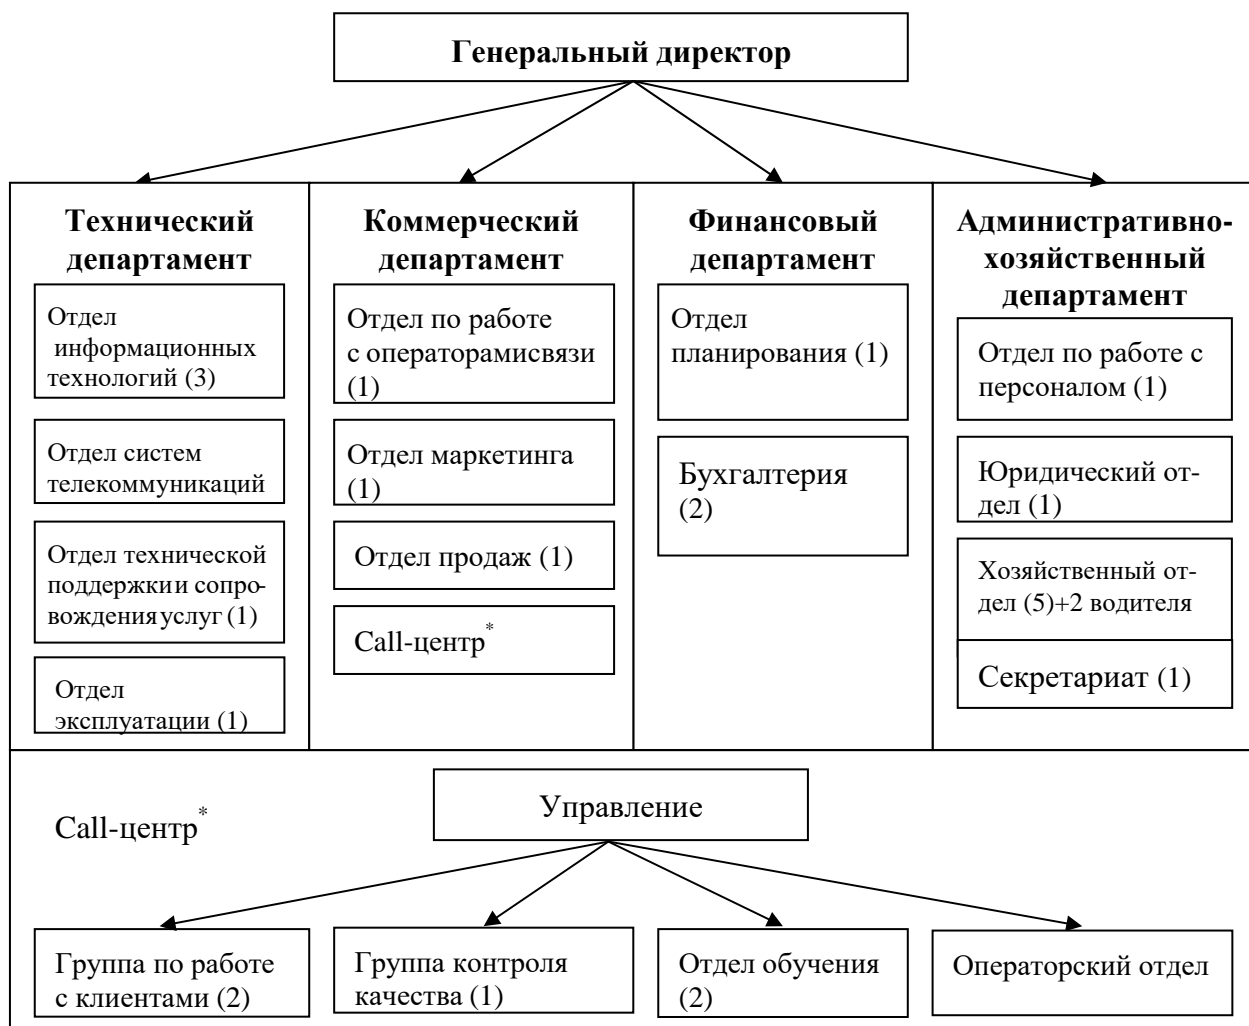 Генеральный директор
Технический
департамент
Отдел
информационных
технологий (3)
Отдел систем
телекоммуникаций
Отдел технической
поддержки и сопро-
вождения услуг (1)
Отдел
эксплуатации (1)
Коммерческий
департамент
Отдел по работе
с операторамисвязи
(1)
Отдел маркетинга
(1)
Отдел продаж (1)
Call-центр*
Финансовый
департамент
Отдел
планирования (1)
Бухгалтерия
(2)
Административно-
хозяйственный
департамент
Отдел по работе с
персоналом (1)
Юридический от-
дел (1)
Хозяйственный от-
дел (5)+2 водителя
Секретариат (1)
Call-центр*
Управление
Группа по работе
с клиентами (2)
Группа контроля
качества (1)
Отдел обучения
(2)
Операторский отдел